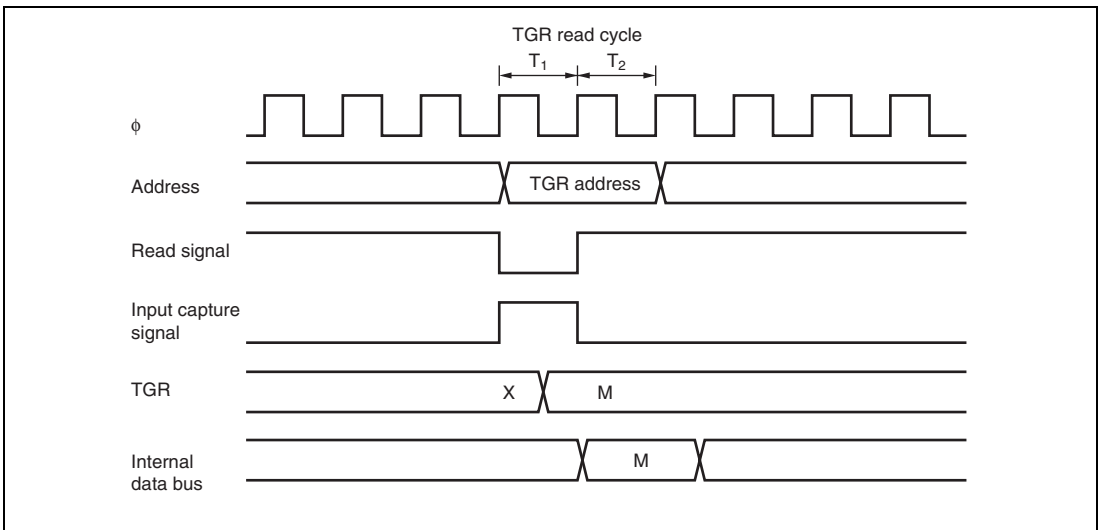 TGR read cycle
T1 T2
ϕ
Address
TGR address
Read signal
Input capture
signal
TGR
X M
Internal
data bus
M